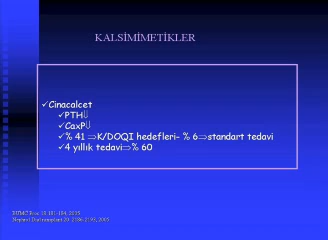 KALSİMİMETİKLER
✓Cinacalcet
✓PTH⇓
✓CaxP⇓
✓% 41 ⇒K/DOQI hedefleri- % 6⇒standart tedavi
✓4 yıllık tedavi⇒% 60